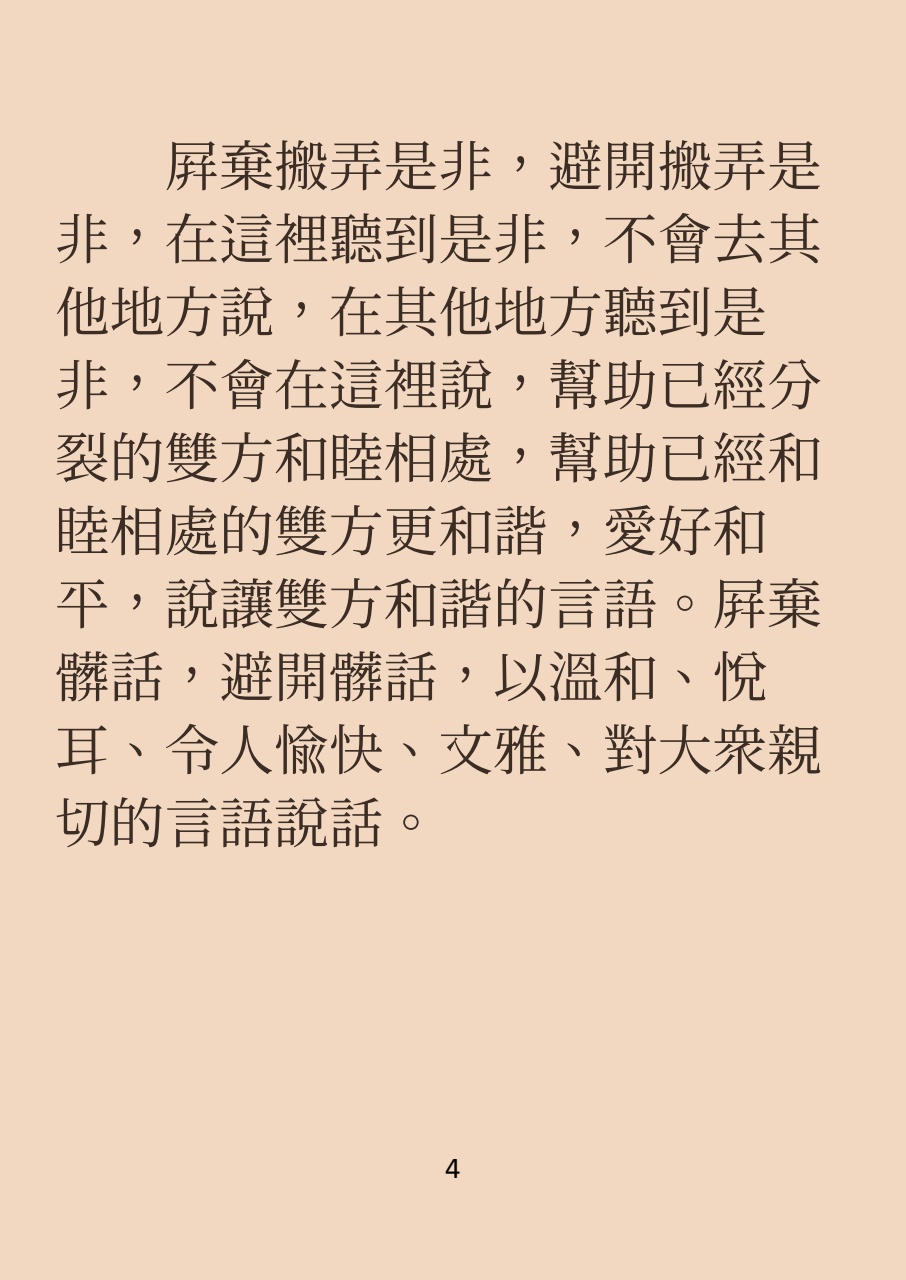 屛棄搬弄是非，避開搬弄是
非，在這裡聽到是非，不會去其
他地方說，在其他地方聽到是
非，不會在這裡說，幫助已經分
裂的雙方和睦相處，幫助已經和
睦相處的雙方更和諧，愛好和
平，說讓雙方和諧的言語。屛棄
髒話，避開髒話，以溫和、悅
耳、令人愉快、文雅、對大衆親
切的言語說話。
4